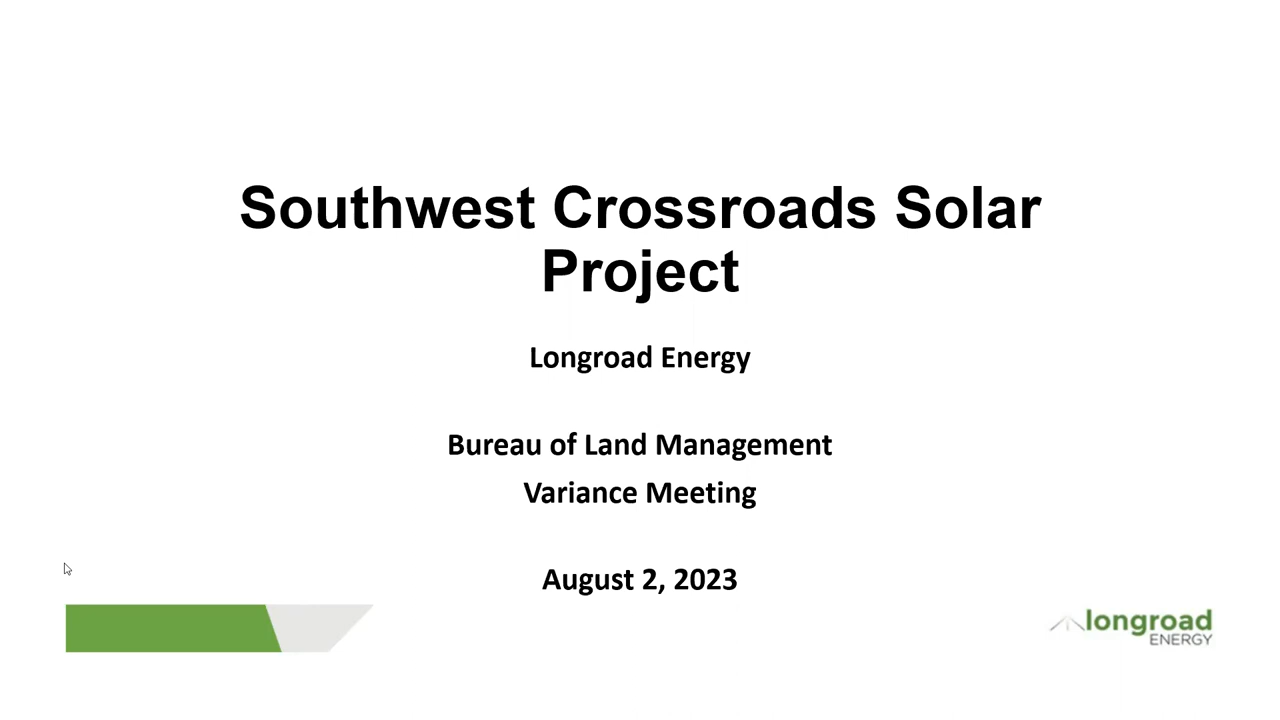 Southwest Crossroads Solar
Project
Longroad Energy
Bureau of Land Management
Variance Meeting
August 2, 2023
longroad
ENERGY